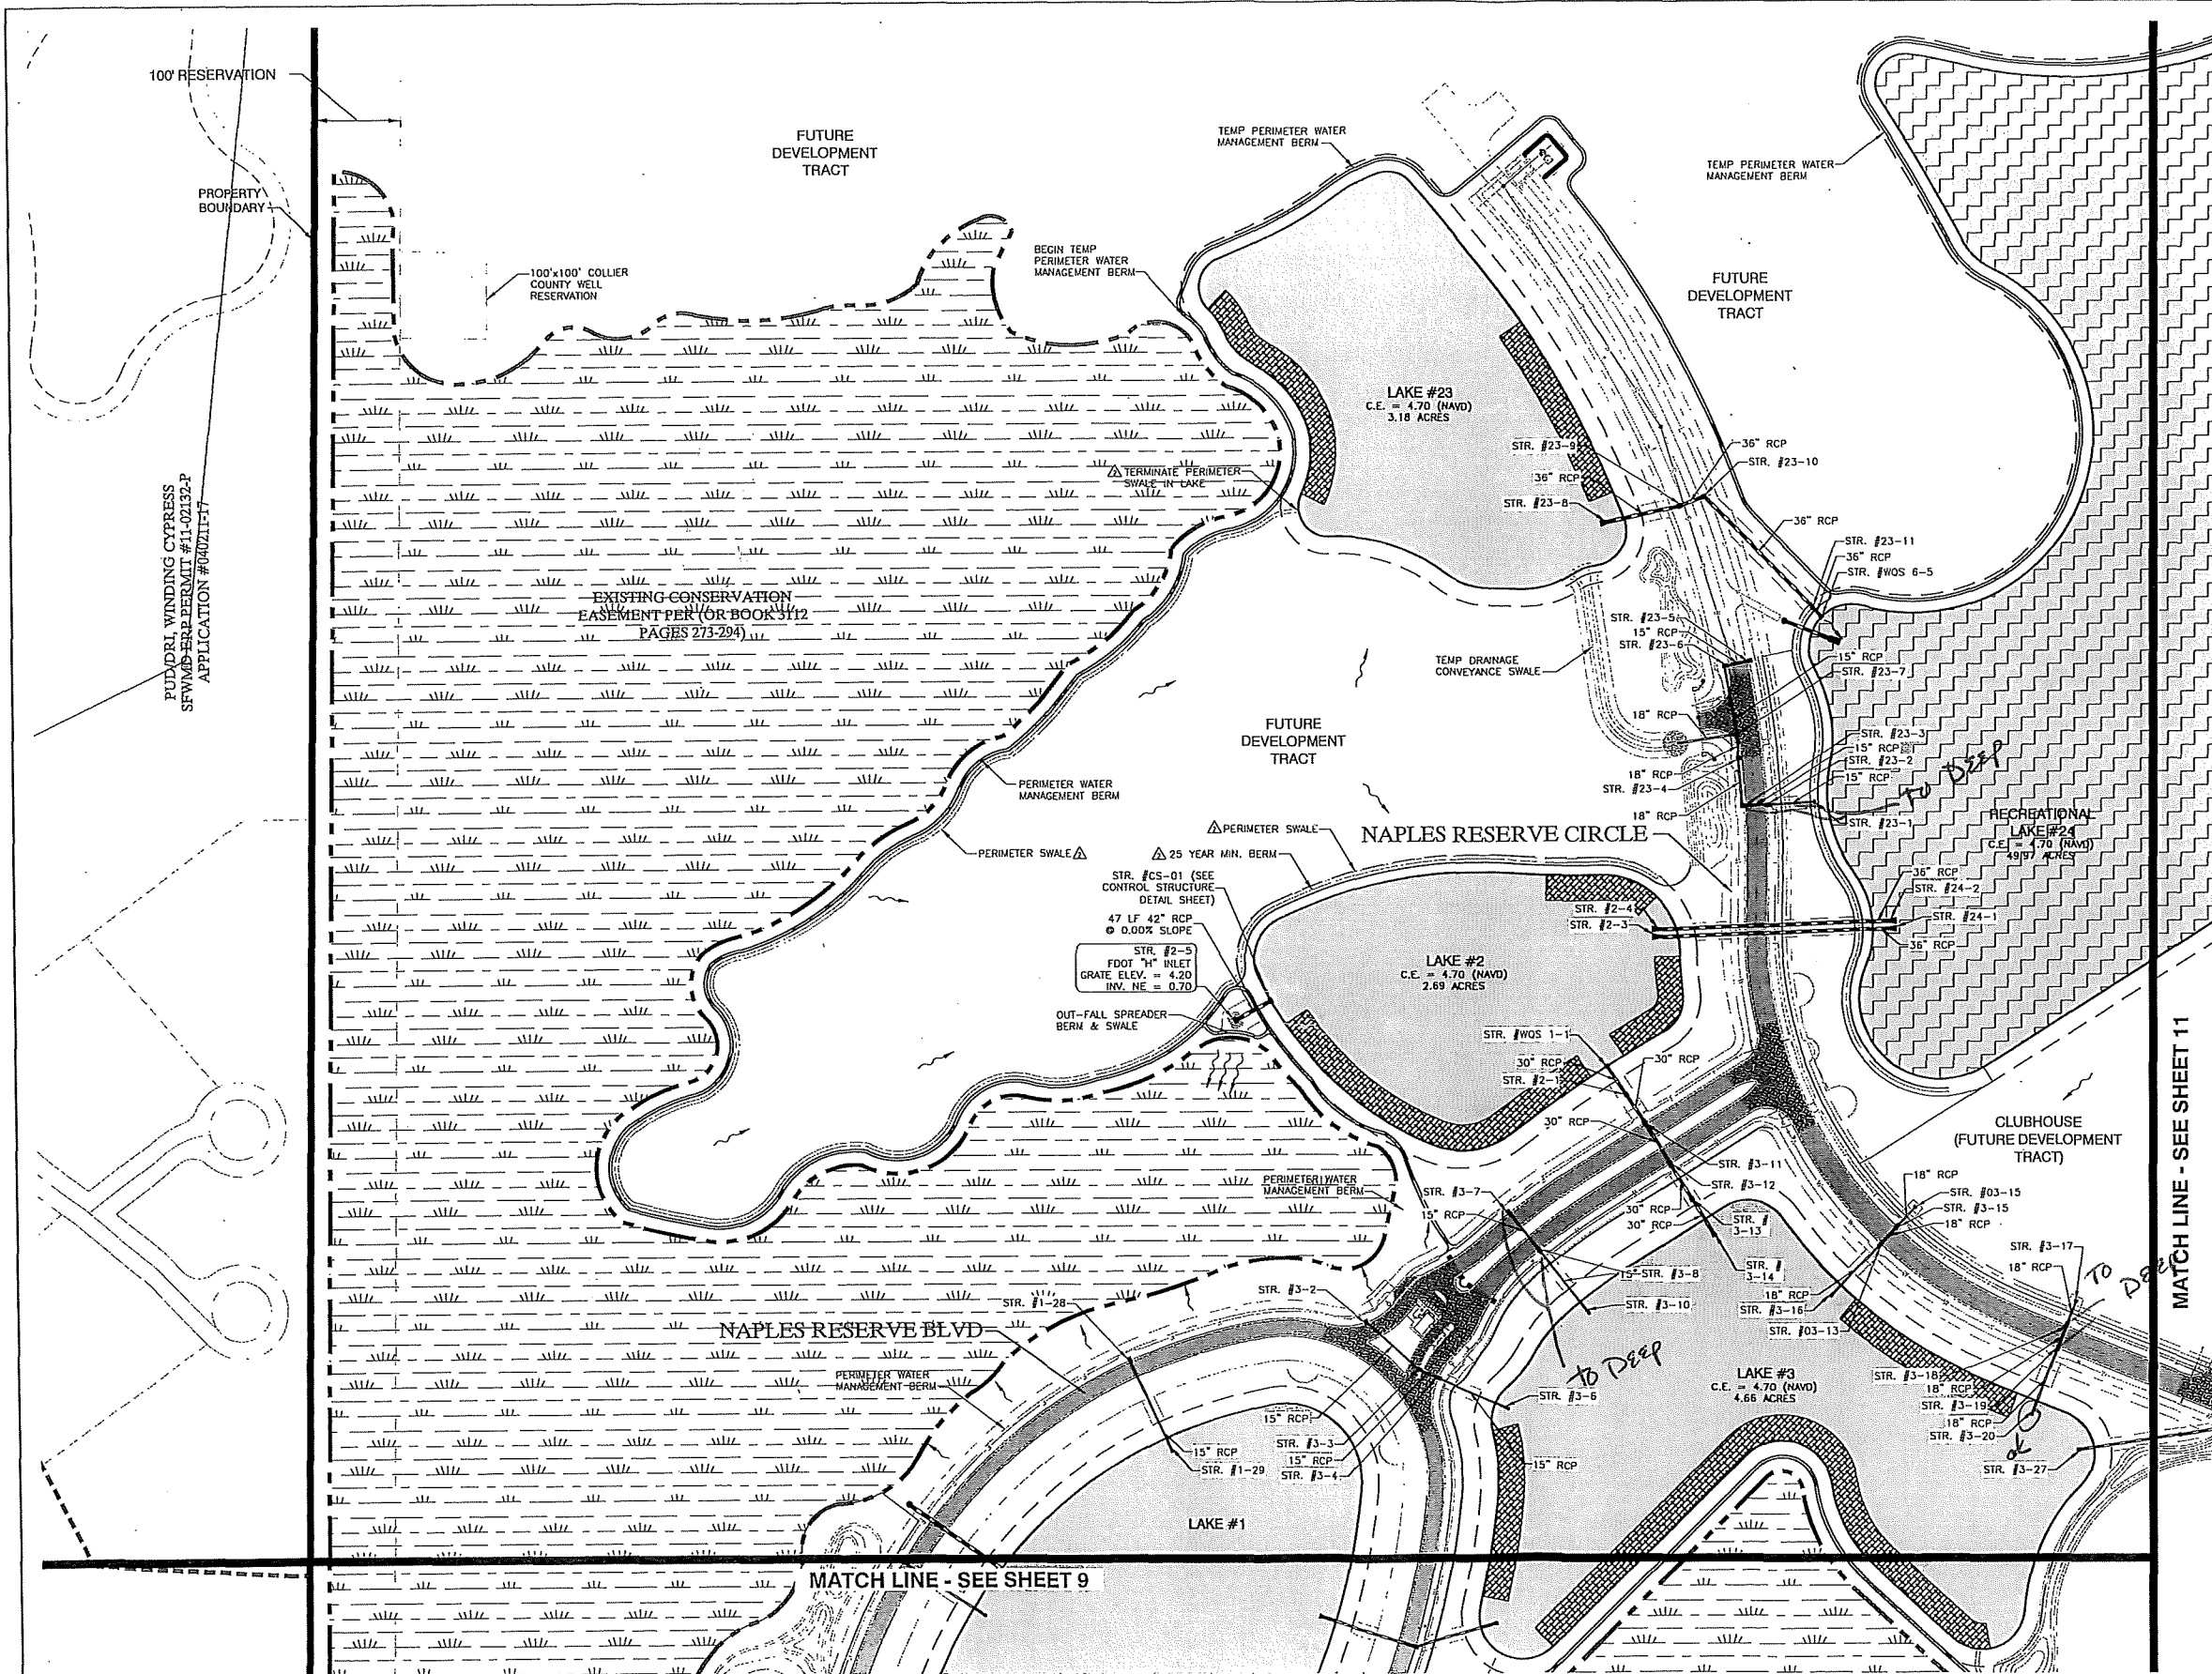 100' RESERVATION
PROPERTY
BOUNDARY
100'x100' COLLIER
COUNTY WELL
RESERVATION
FUTURE
DEVELOPMENT
TRACT
TEMP PERIMETER WATER
MANAGEMENT BERM
BEGIN TEMP
PERIMETER WATER
MANAGEMENT BERM
TEMP PERIMETER WATER
MANAGEMENT BERM
FUTURE
DEVELOPMENT
TRACT
LAKE #23
C.E. = 4.70 (NAVD)
3.18 ACRES
STR. #23-9
36" RCP
STR. #23-8
36" RCP
STR. #23-10
36" RCP
STR. #23-11
36" RCP
STR. #WQS 6-5
2 TERMINATE PERIMETER
SWALE IN LAKE
PUD/DRI, WINDING CYPRESS
SFWMD ERP PERMIT #11-02132-P
APPLICATION #040211-17
EXISTING CONSERVATION
EASEMENT PER (OR BOOK 3112
PAGES 273-294)
STR. #23-5
15" RCP
STR. #23-6
TEMP DRAINAGE
CONVEYANCE SWALE
15" RCP
STR. #23-7
18" RCP
FUTURE
DEVELOPMENT
TRACT
STR. #23-3
15" RCP
STR. #23-2
15" RCP
TO DEEP
18" RCP
STR. #23-4
18" RCP
STR. #23-1
PERIMETER WATER
MANAGEMENT BERM
RECREATIONAL
LAKE #24
C.E. = 4.70 (NAVD)
49.97 ACRES
2 PERIMETER SWALE
NAPLES RESERVE CIRCLE
PERIMETER SWALE 2
2 25 YEAR MIN. BERM
STR. #CS-01 (SEE
CONTROL STRUCTURE
DETAIL SHEET)
47 LF 42" RCP
@ 0.00% SLOPE
STR. #2-5
FDOT "H" INLET
GRATE ELEV. = 4.20
INV. NE = 0.70
OUT-FALL SPREADER
BERM & SWALE
STR. #2-4
STR. #2-3
36" RCP
STR. #24-2
STR. #24-1
36" RCP
LAKE #2
C.E. = 4.70 (NAVD)
2.69 ACRES
STR. #WQS 1-1
30" RCP
STR. #2-1
30" RCP
30" RCP
MATCH LINE - SEE SHEET 11
CLUBHOUSE
(FUTURE DEVELOPMENT
TRACT)
STR. #3-11
STR. #3-12
30" RCP
30" RCP
STR. #
3-13
STR. #
3-14
PERIMETER WATER
MANAGEMENT BERM
STR. #3-7
15" RCP
18" RCP
STR. #03-15
STR. #3-15
18" RCP
STR. #3-17
18" RCP
TO DEEP
15" STR. #3-8
STR. #3-10
18" RCP
STR. #3-16
STR. #03-13
STR. #3-2
STR. #1-28
NAPLES RESERVE BLVD
PERIMETER WATER
MANAGEMENT BERM
to DEEP
LAKE #3
C.E. = 4.70 (NAVD)
4.66 ACRES
STR. #3-6
STR. #3-18
18" RCP
STR. #3-19
18" RCP
STR. #3-20
ok
STR. #3-27
15" RCP
STR. #3-3
15" RCP
STR. #3-4
15" RCP
15" RCP
STR. #1-29
LAKE #1
MATCH LINE - SEE SHEET 9